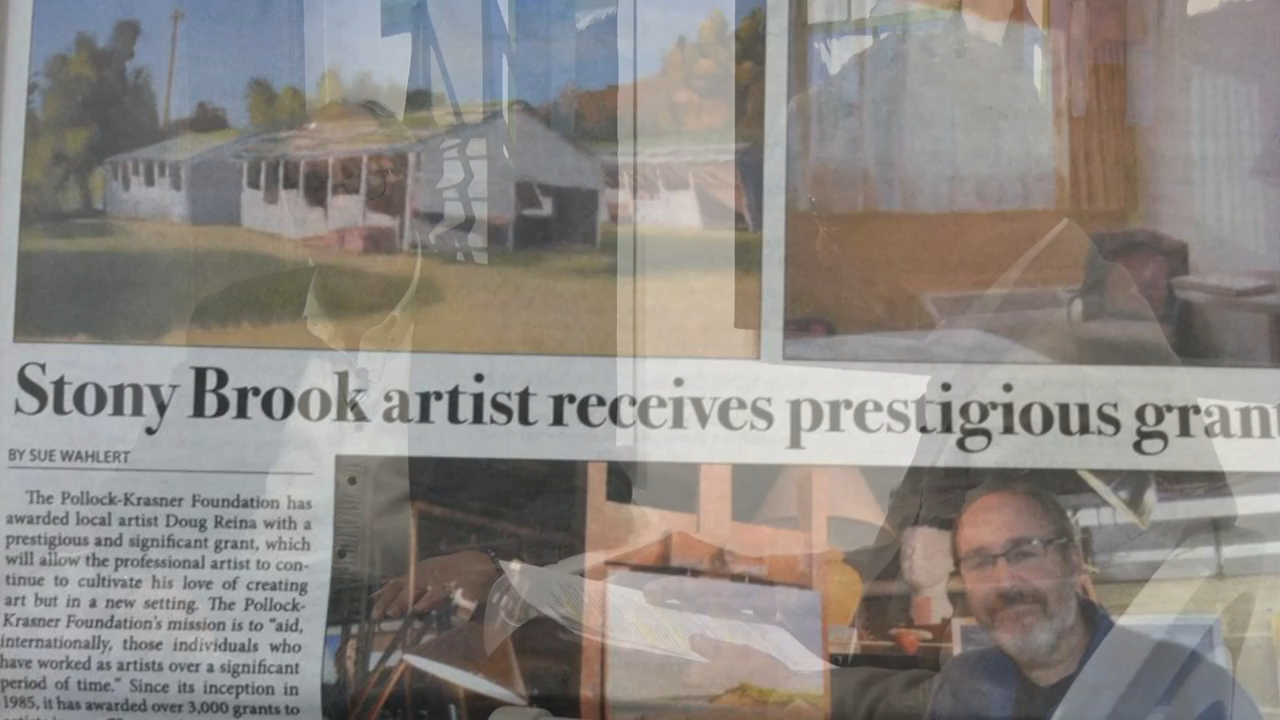 Stony Brook artist receives prestigious gran
BY SUE WAHLERT
The Pollock-Krasner Foundation has
awarded local artist Doug Reina with a
prestigious and significant grant, which
will allow the professional artist to con-
tinue to cultivate his love of creating
art but in a new setting. The Pollock-
Krasner Foundation's mission is to "aid,
internationally, those individuals who
have worked as artists over a significant
period of time." Since its inception in
1985, it has awarded over 3,000 grants to